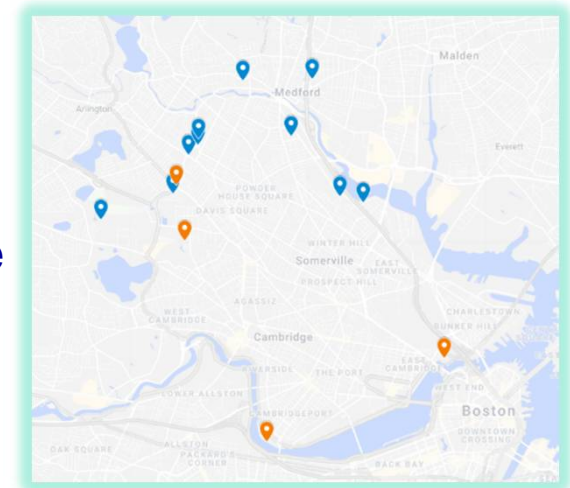 Malden
Medford
Arlington
Everett
POWDER
HOUSE SQUARE
DAVIS SQUARE
e
WINTER HILL
Somerville
EAST
SOMERVILLE
PROSPECT HILL
AGASSIZ
WEST
CAMBRIDGE
CHARLESTOWN
BUNKER HILL
Cambridge
RIVERSIDE
THE PORT
EAST
CAMBRIDGE
WEST END
LOWER ALLSTON
CAMBRIDGEPORT
Boston
ALLSTON
DOWNTOWN
CROSSING
OAK SQUARE
PACKARD'S
CORNER
BACK BAY